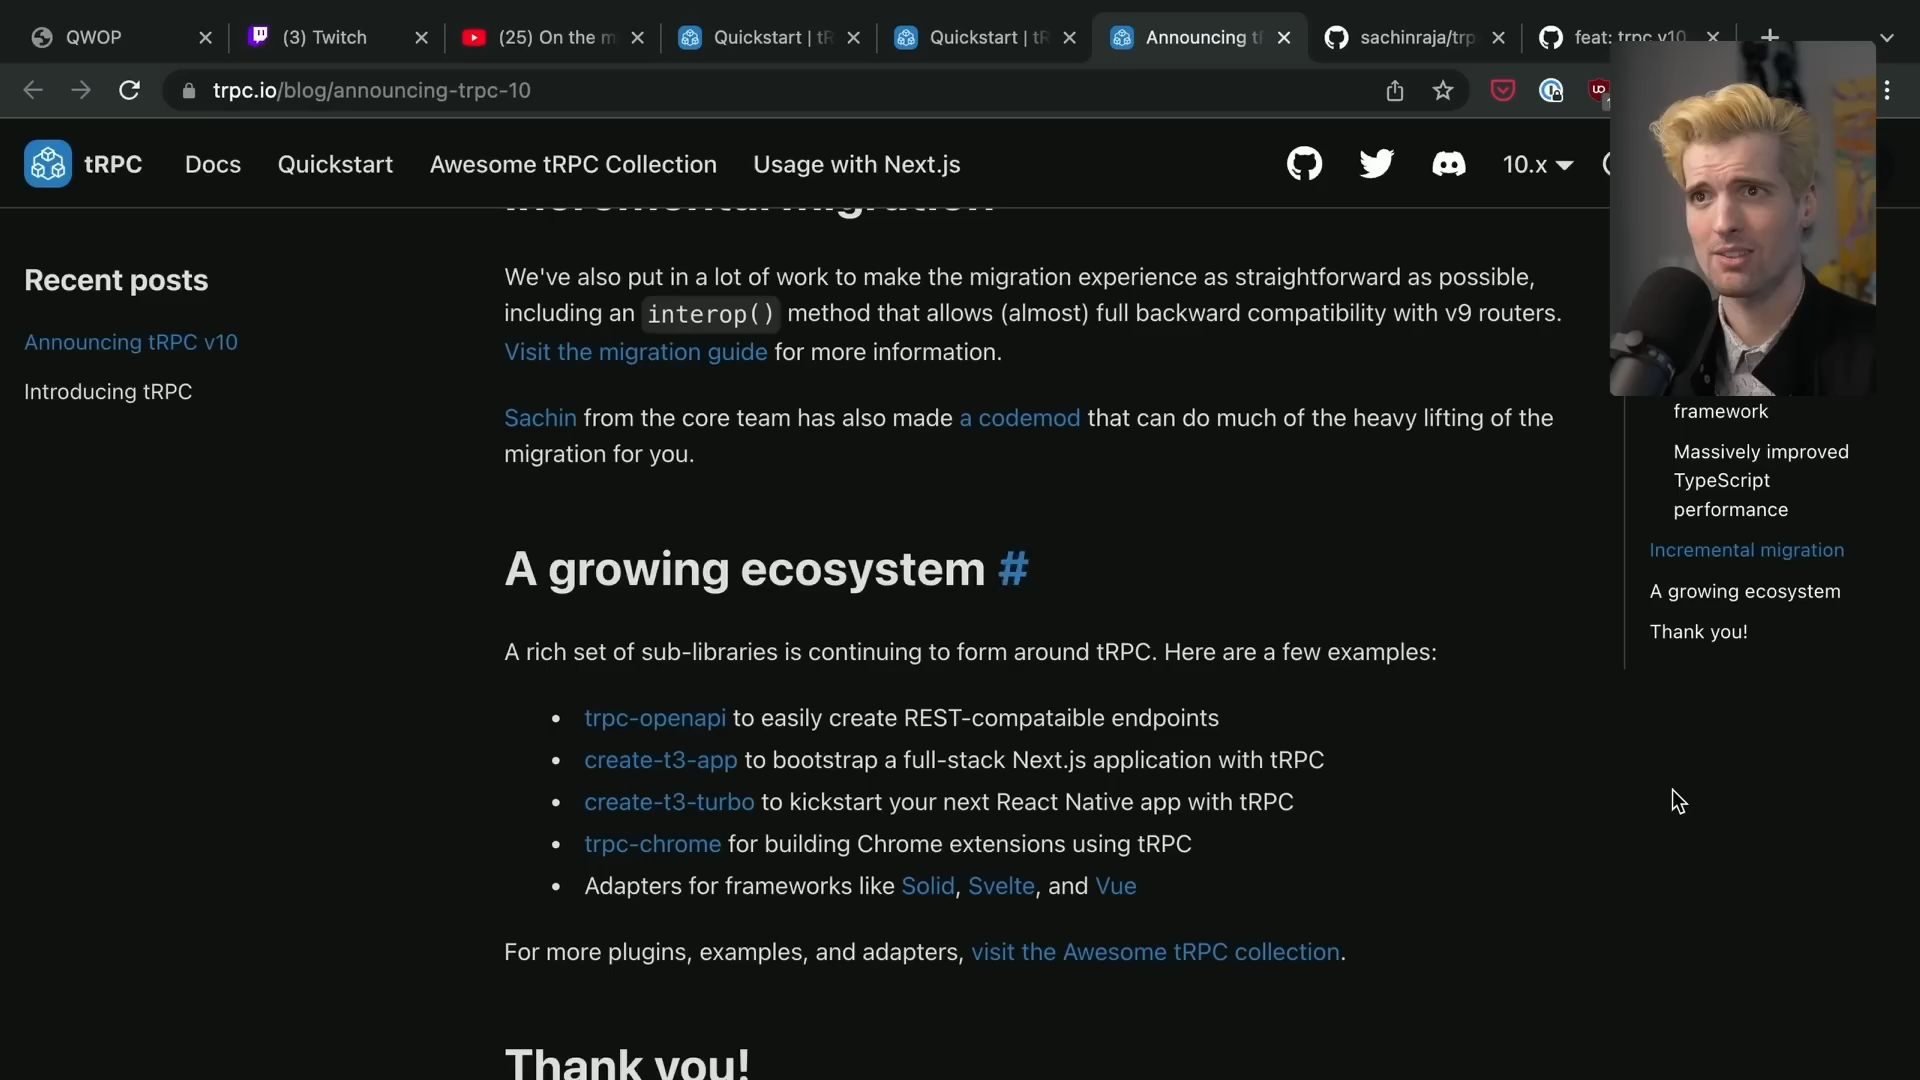 QWOP
(3) Twitch
(25) On the m
Quickstart | tR
Quickstart | tR
Announcing t
sachinraja/trp
feat: trpc v10
trpc.io/blog/announcing-trpc-10
tRPC
Docs
Quickstart
Awesome tRPC Collection
Usage with Next.js
10.x
Recent posts
Announcing tRPC v10
Introducing tRPC
Incremental migration
We've also put in a lot of work to make the migration experience as straightforward as possible,
including an interop() method that allows (almost) full backward compatibility with v9 routers.
Visit the migration guide for more information.
Sachin from the core team has also made a codemod that can do much of the heavy lifting of the
migration for you.
A growing ecosystem #
A rich set of sub-libraries is continuing to form around tRPC. Here are a few examples:
• trpc-openapi to easily create REST-compataible endpoints
• create-t3-app to bootstrap a full-stack Next.js application with tRPC
• create-t3-turbo to kickstart your next React Native app with tRPC
• trpc-chrome for building Chrome extensions using tRPC
• Adapters for frameworks like Solid, Svelte, and Vue
For more plugins, examples, and adapters, visit the Awesome tRPC collection.
Thank you!
framework
Massively improved
TypeScript
performance
Incremental migration
A growing ecosystem
Thank you!